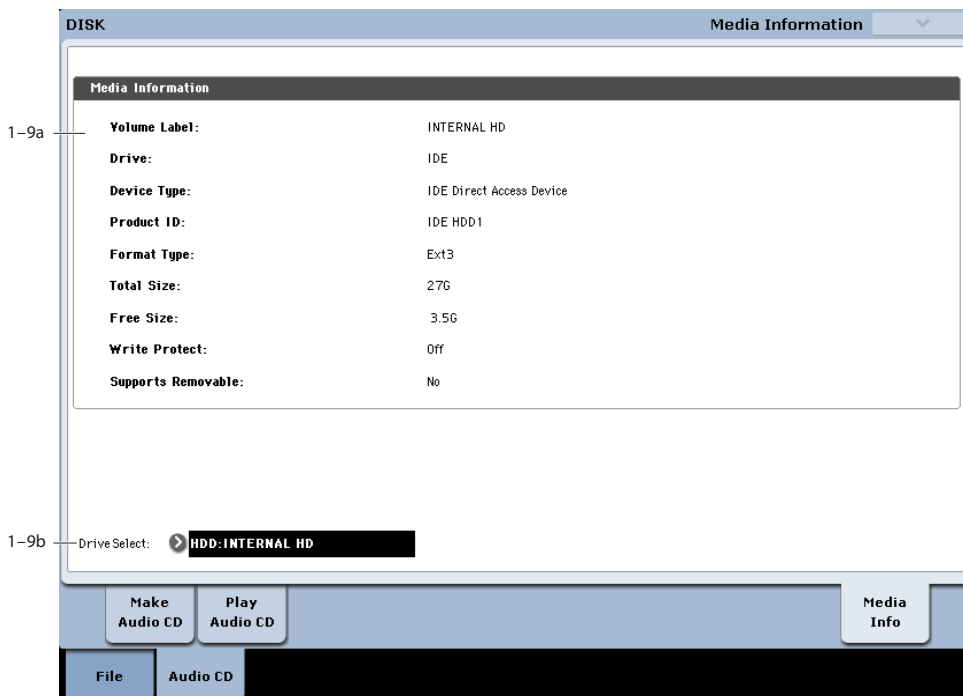 DISK Media Information
Media Information
1–9a
Volume Label: INTERNAL HD
Drive: IDE
Device Type: IDE Direct Access Device
Product ID: IDE HDD1
Format Type: Ext3
Total Size: 27G
Free Size: 3.5G
Write Protect: Off
Supports Removable: No
1–9b
Drive Select: HDD:INTERNAL HD
Make Audio CD
Play Audio CD
Media Info
File Audio CD